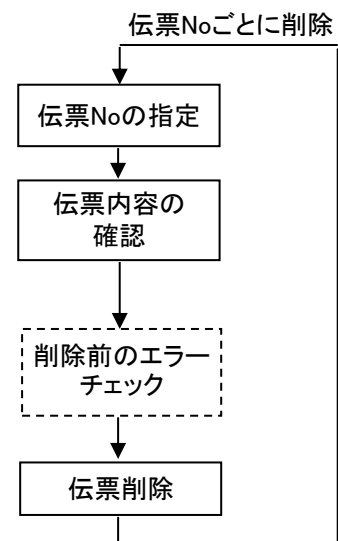 伝票Noごとに削除
伝票Noの指定
伝票内容の
確認
削除前のエラー
チェック
伝票削除